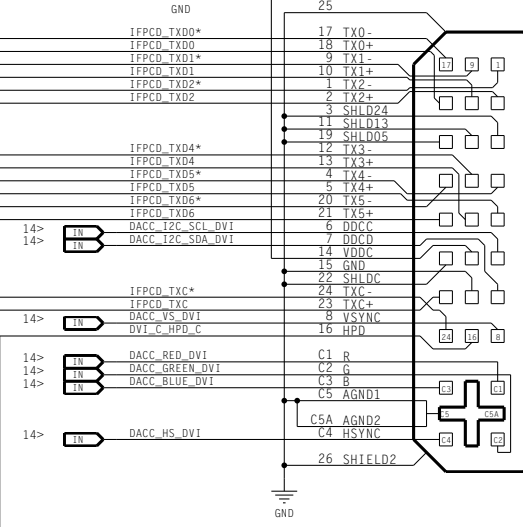 GND 25
IFPCD_TXD0* 17 TX0-
IFPCD_TXD0 18 TX0+
IFPCD_TXD1* 9 TX1- 17 9 1
IFPCD_TXD1 10 TX1+
IFPCD_TXD2* 1 TX2-
IFPCD_TXD2 2 TX2+
3 SHLD24
11 SHLD13
19 SHLD05
IFPCD_TXD4* 12 TX3-
IFPCD_TXD4 13 TX3+
IFPCD_TXD5* 4 TX4-
IFPCD_TXD5 5 TX4+
IFPCD_TXD6* 20 TX5-
IFPCD_TXD6 21 TX5+
14> IN DACC_I2C_SCL_DVI 6 DDCC
14> IN DACC_I2C_SDA_DVI 7 DDCD
14 VDDC
15 GND
22 SHLDC
IFPCD_TXC* 24 TXC-
IFPCD_TXC 23 TXC+
14> IN DACC_VS_DVI 8 VSYNC
DVI_C_HPD_C 16 HPD 24 16 8
14> IN DACC_RED_DVI C1 R
14> IN DACC_GREEN_DVI C2 G
14> IN DACC_BLUE_DVI C3 B C3 C1
C5 AGND1
C5 C5A
C5A AGND2
14> IN DACC_HS_DVI C4 HSYNC C4 C2
26 SHIELD2
GND